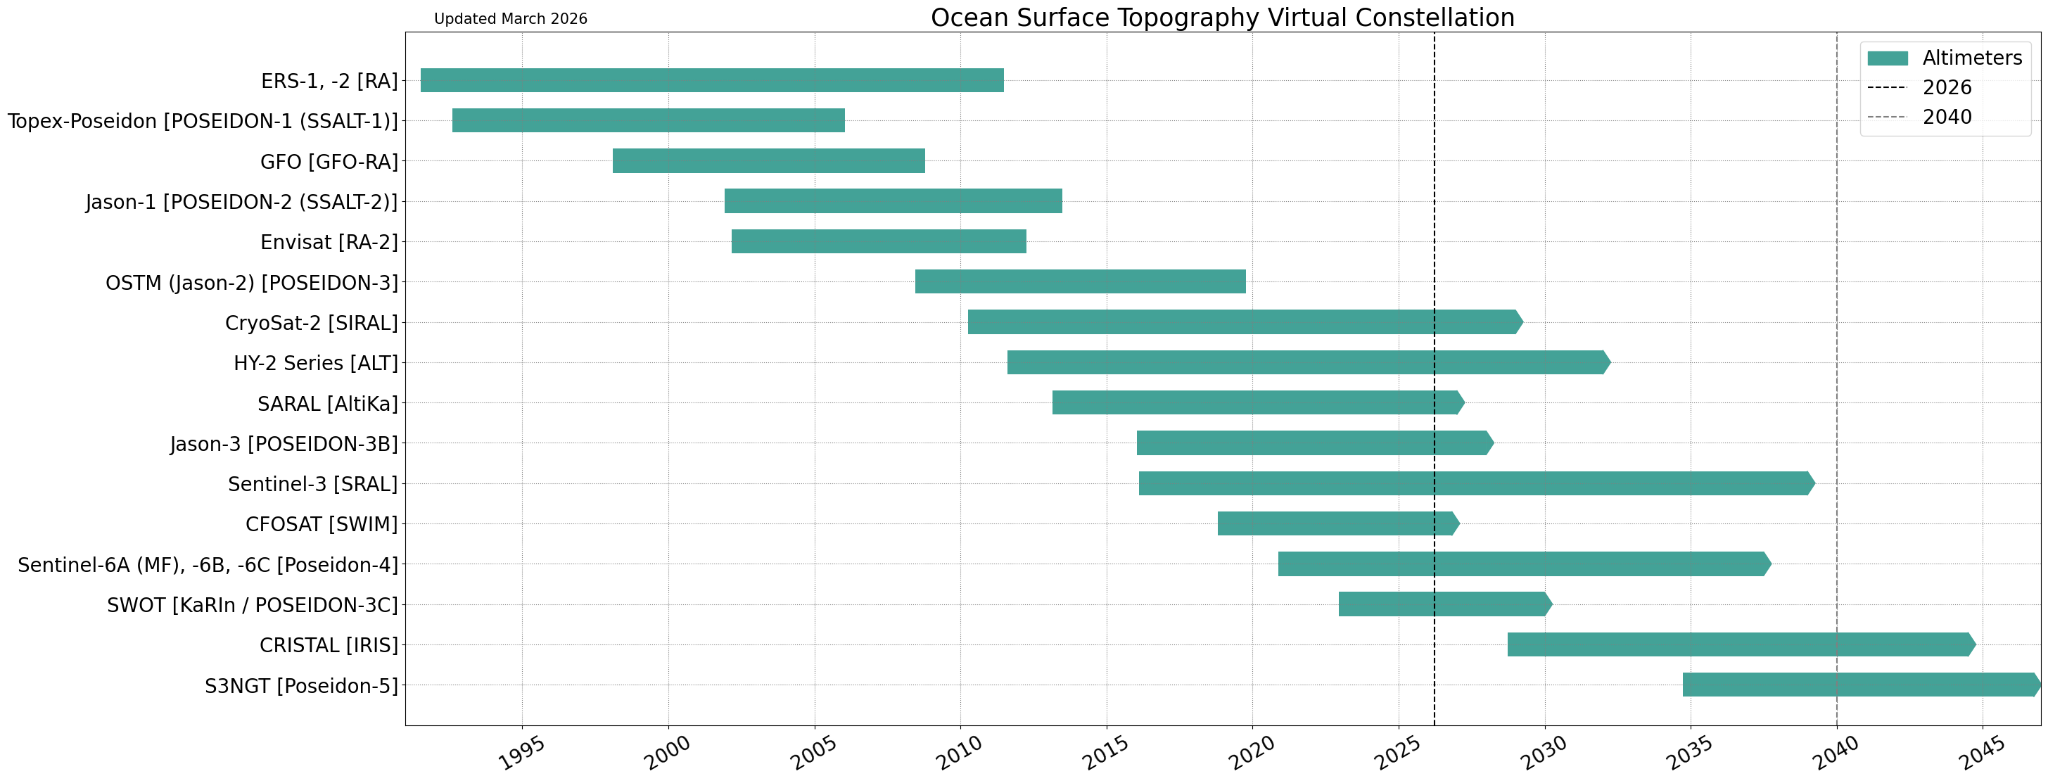 Updated March 2026
Ocean Surface Topography Virtual Constellation
Altimeters
2026
2040
ERS-1, -2 [RA]
Topex-Poseidon [POSEIDON-1 (SSALT-1)]
GFO [GFO-RA]
Jason-1 [POSEIDON-2 (SSALT-2)]
Envisat [RA-2]
OSTM (Jason-2) [POSEIDON-3]
CryoSat-2 [SIRAL]
HY-2 Series [ALT]
SARAL [AltiKa]
Jason-3 [POSEIDON-3B]
Sentinel-3 [SRAL]
CFOSAT [SWIM]
Sentinel-6A (MF), -6B, -6C [Poseidon-4]
SWOT [KaRIn / POSEIDON-3C]
CRISTAL [IRIS]
S3NGT [Poseidon-5]
1995 2000 2005 2010 2015 2020 2025 2030 2035 2040 2045